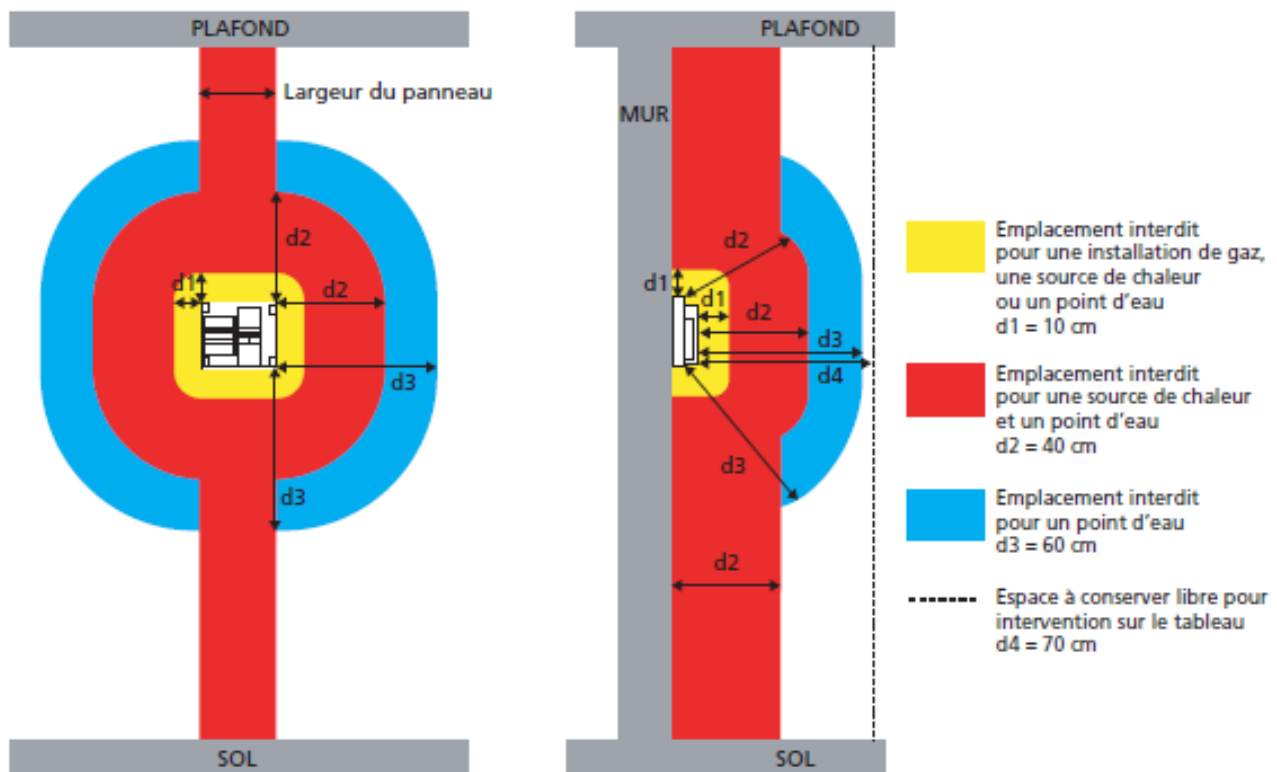 PLAFOND
Largeur du panneau
d2
d1
d2
d3
d3
SOL
PLAFOND
MUR
d2
d1
d1
d2
d3
d4
d3
d2
SOL
Emplacement interdit
pour une installation de gaz,
une source de chaleur
ou un point d'eau
d1 = 10 cm
Emplacement interdit
pour une source de chaleur
et un point d'eau
d2 = 40 cm
Emplacement interdit
pour un point d'eau
d3 = 60 cm
Espace à conserver libre pour
intervention sur le tableau
d4 = 70 cm